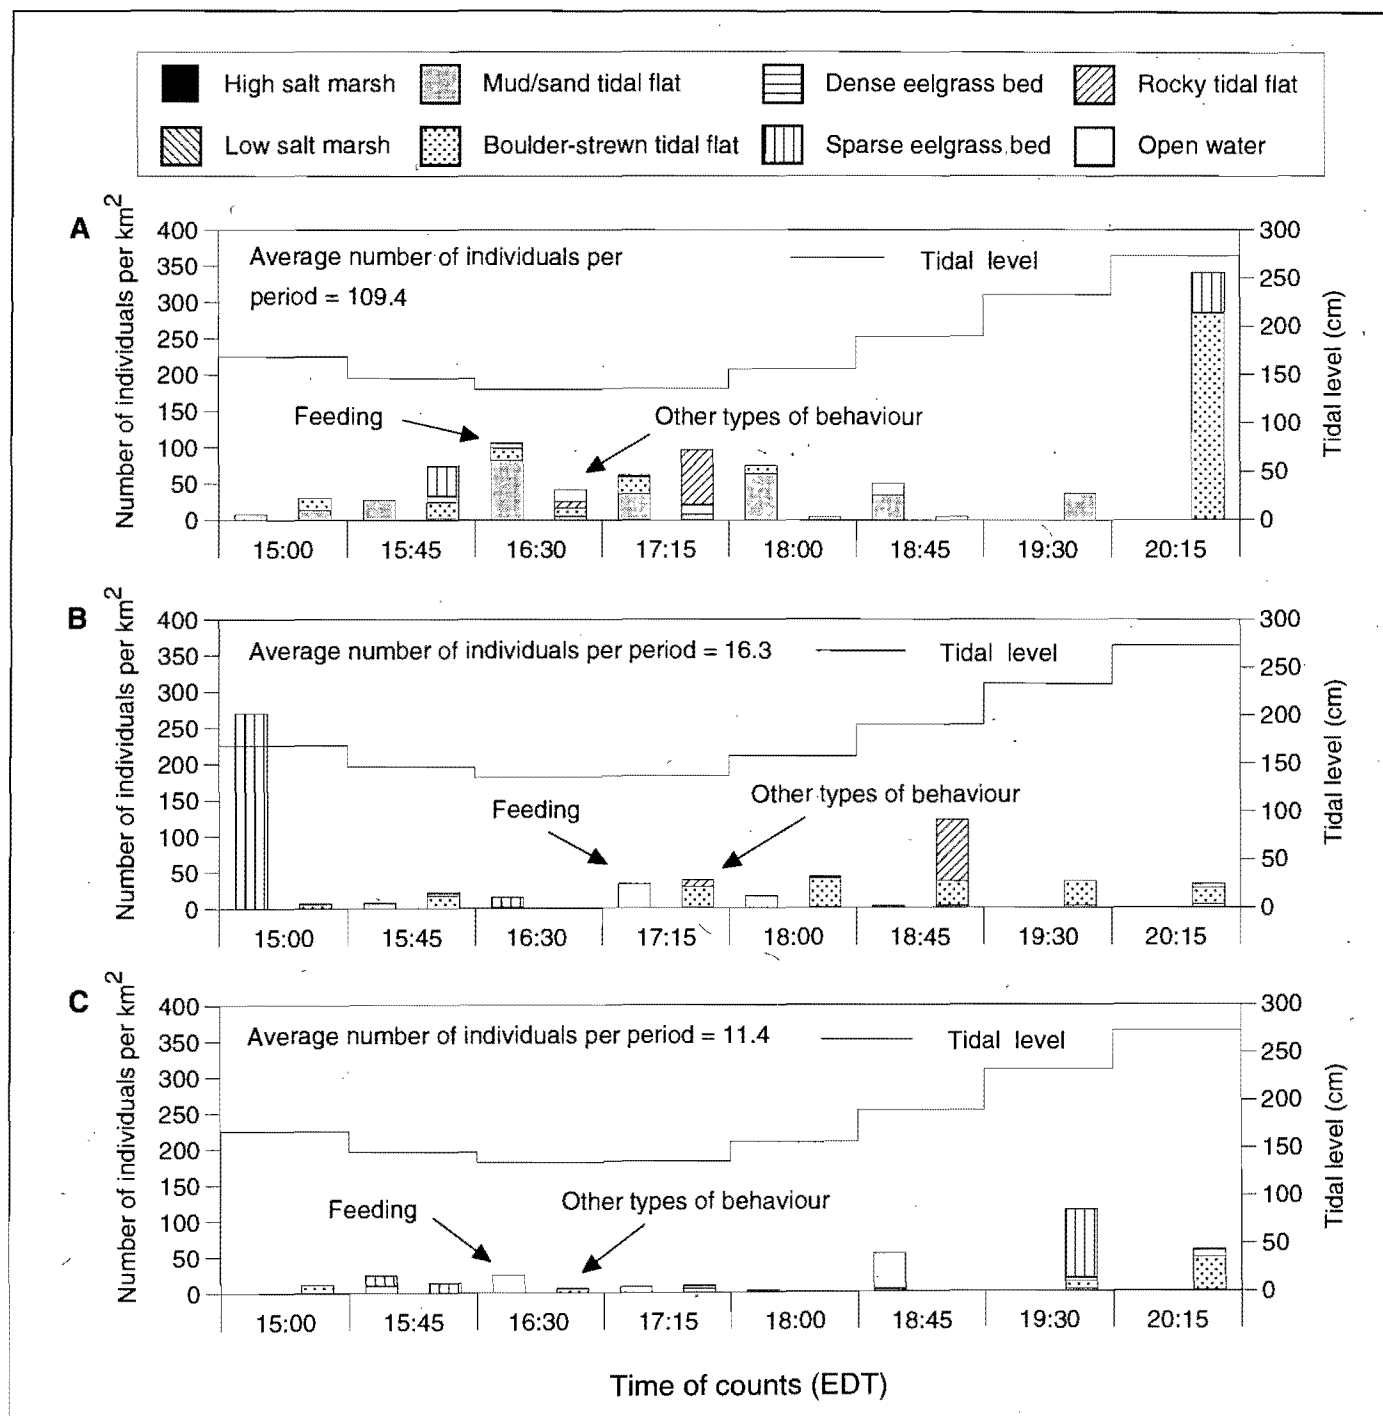 High salt marsh Mud/sand tidal flat Dense eelgrass bed Rocky tidal flat
Low salt marsh Boulder-strewn tidal flat Sparse eelgrass bed Open water
A
Number of individuals per km2
400
350
300
250
200
150
100
50
0
Average number of individuals per
period = 109.4
Tidal level
Feeding
Other types of behaviour
300
250
200
150
100
50
0
Tidal level (cm)
15:00 15:45 16:30 17:15 18:00 18:45 19:30 20:15
B
Number of individuals per km2
400
350
300
250
200
150
100
50
0
Average number of individuals per period = 16.3
Tidal level
Feeding
Other types of behaviour
300
250
200
150
100
50
0
Tidal level (cm)
15:00 15:45 16:30 17:15 18:00 18:45 19:30 20:15
C
Number of individuals per km2
400
350
300
250
200
150
100
50
0
Average number of individuals per period = 11.4
Tidal level
Feeding
Other types of behaviour
300
250
200
150
100
50
0
Tidal level (cm)
15:00 15:45 16:30 17:15 18:00 18:45 19:30 20:15
Time of counts (EDT)